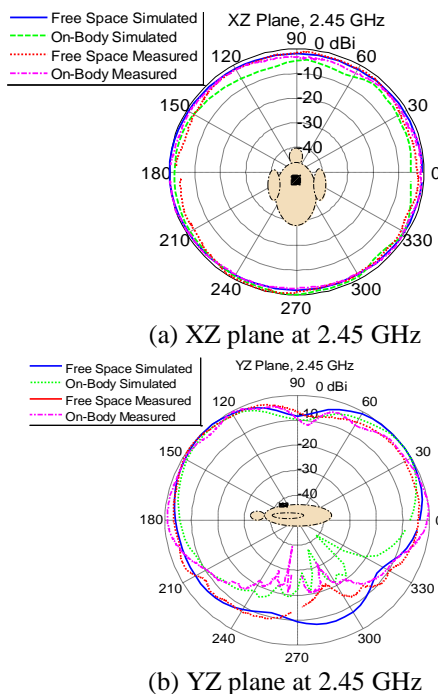 Free Space Simulated
On-Body Simulated
Free Space Measured
On-Body Measured
XZ Plane, 2.45 GHz
90
0 dBi
120
60
-10
150
30
-20
-30
-40
180
0
210
330
240
300
270
(a) XZ plane at 2.45 GHz
Free Space Simulated
On-Body Simulated
Free Space Measured
On-Body Measured
YZ Plane, 2.45 GHz
90
0 dBi
120
60
-10
150
30
-20
-30
-40
180
0
210
330
240
300
270
(b) YZ plane at 2.45 GHz